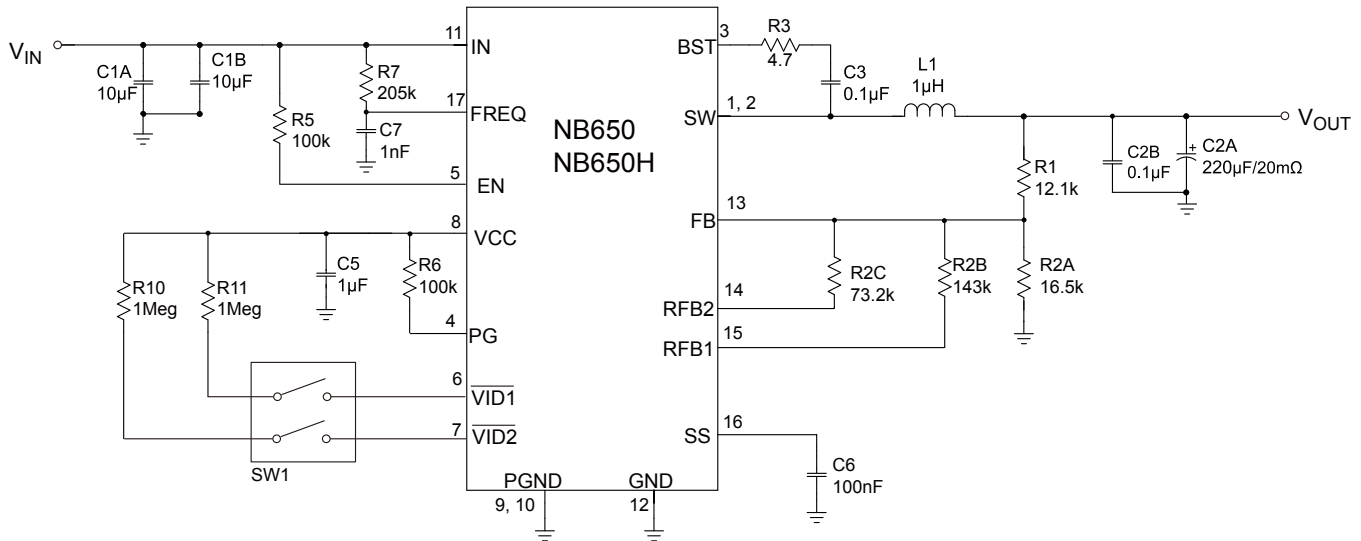 V_IN
C1A
10µF
C1B
10µF
R5
100k
R7
205k
C7
1nF
11
IN
17
FREQ
5
EN
8
VCC
R10
1Meg
R11
1Meg
C5
1µF
R6
100k
4
PG
6
VID1
7
VID2
SW1
NB650
NB650H
PGND
9, 10
GND
12
3
BST
R3
4.7
C3
0.1µF
1, 2
SW
L1
1µH
V_OUT
C2B
0.1µF
+
C2A
220µF/20mΩ
R1
12.1k
13
FB
R2C
73.2k
R2B
143k
R2A
16.5k
14
RFB2
15
RFB1
16
SS
C6
100nF